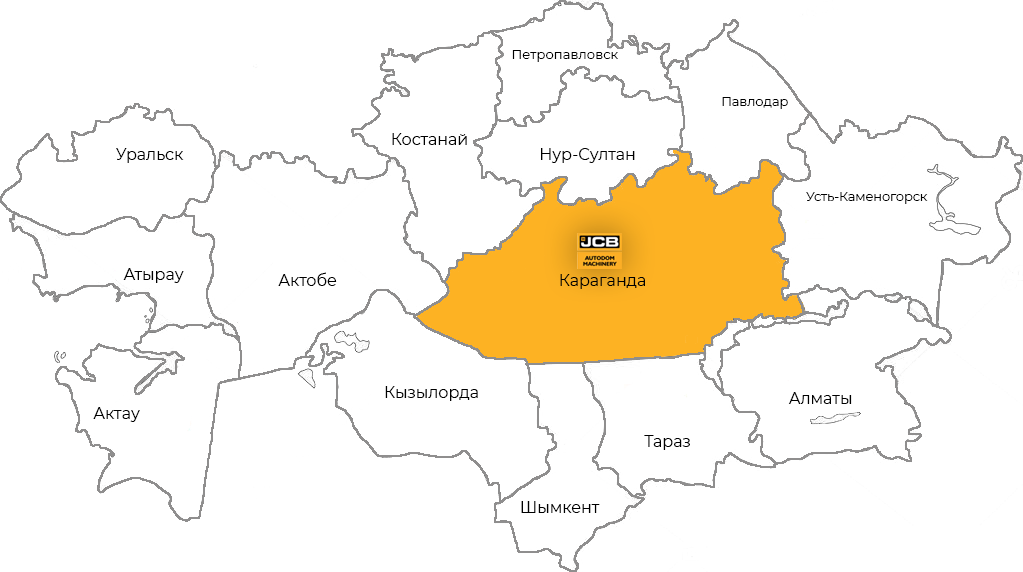 Петропавловск
Павлодар
Костанай
Уральск
Нур-Султан
Усть-Каменогорск
JCB
AUTODOM
MACHINERY
Атырау
Актобе
Караганда
Кызылорда
Алматы
Актау
Тараз
Шымкент